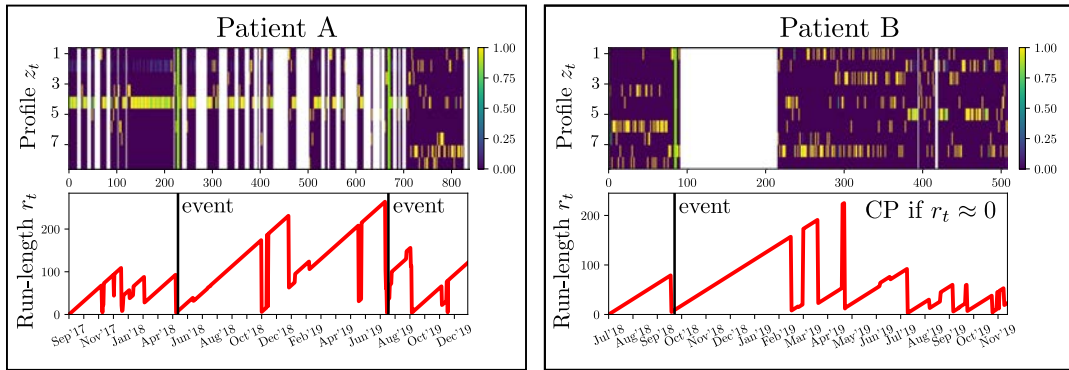 Patient A
Profile z_t
1
3
5
7
1.00
0.75
0.50
0.25
0.00
0 100 200 300 400 500 600 700 800
Run-length r_t
200
100
0
event
event
Sep'17 Nov'17 Jan'18 Apr'18 Jun'18 Aug'18 Oct'18 Dec'18 Feb'19 Apr'19 Jun'19 Aug'19 Oct'19 Dec'19
Patient B
Profile z_t
1
3
5
7
1.00
0.75
0.50
0.25
0.00
0 100 200 300 400 500
Run-length r_t
200
100
0
event
CP if r_t ≈ 0
Jul'18 Aug'18 Sep'18 Oct'18 Nov'18 Dec'18 Jan'19 Feb'19 Mar'19 Apr'19 May'19 Jun'19 Jul'19 Aug'19 Sep'19 Oct'19 Nov'19